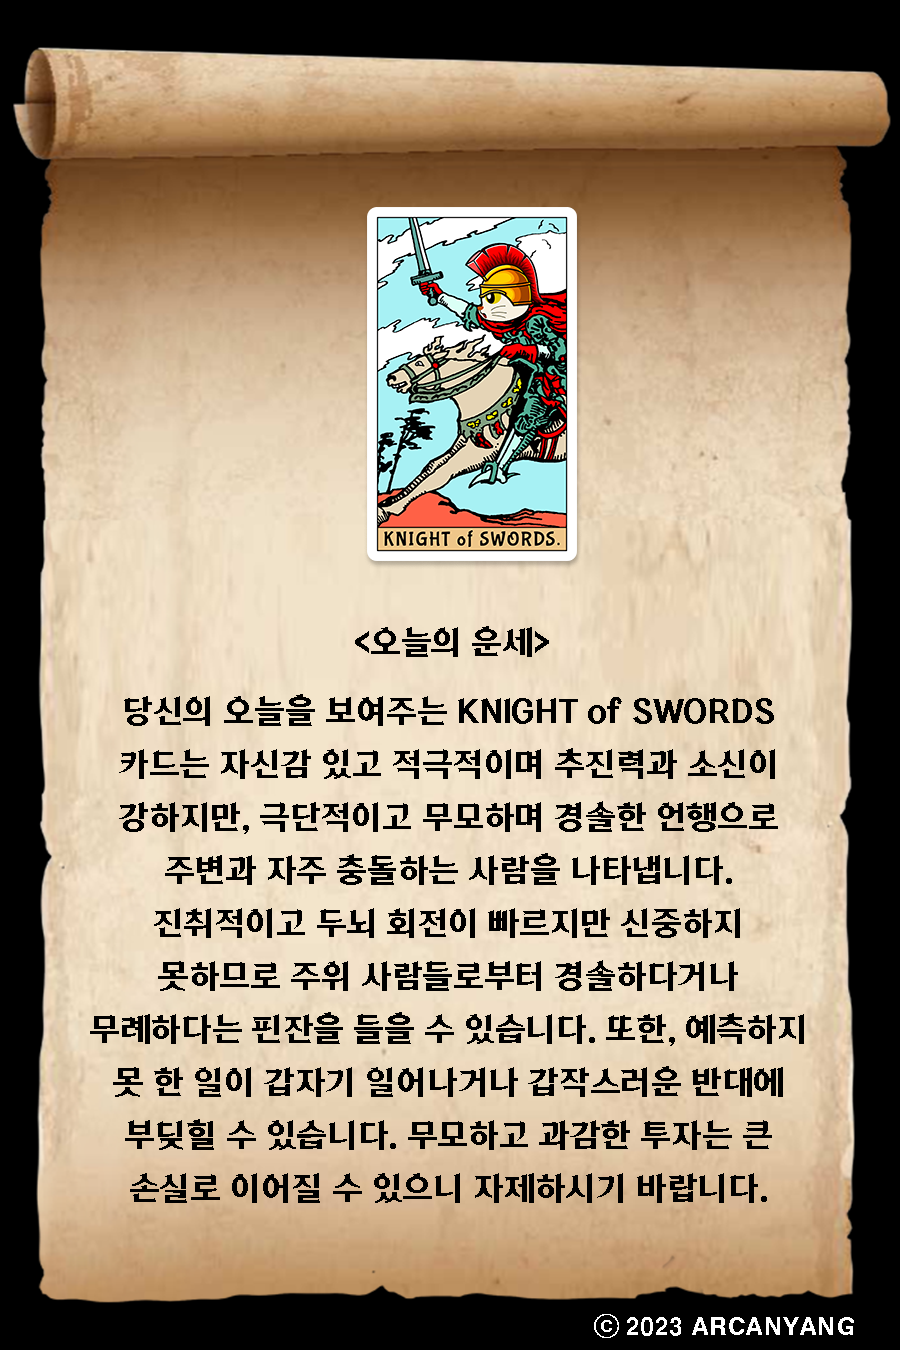 KNIGHT of SWORDS.
<오늘의 운세>
당신의 오늘을 보여주는 KNIGHT of SWORDS
카드는 자신감 있고 적극적이며 추진력과 소신이
강하지만, 극단적이고 무모하며 경솔한 언행으로
주변과 자주 충돌하는 사람을 나타냅니다.
진취적이고 두뇌 회전이 빠르지만 신중하지
못하므로 주위 사람들로부터 경솔하다거나
무례하다는 핀잔을 들을 수 있습니다. 또한, 예측하지
못 한 일이 갑자기 일어나거나 갑작스러운 반대에
부딪힐 수 있습니다. 무모하고 과감한 투자는 큰
손실로 이어질 수 있으니 자제하시기 바랍니다.
ⓒ 2023 ARCANYANG